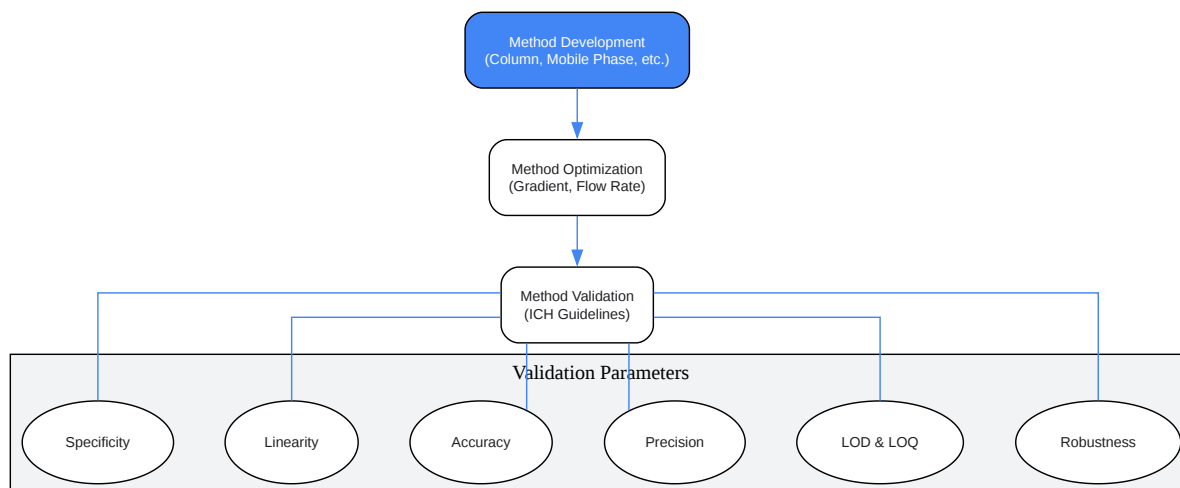 Method Development
(Column, Mobile Phase, etc.)
Method Optimization
(Gradient, Flow Rate)
Method Validation
(ICH Guidelines)
Validation Parameters
Specificity
Linearity
Accuracy
Precision
LOD & LOQ
Robustness